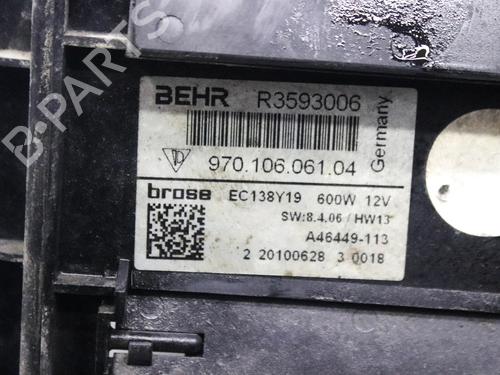 B-PARTS
BEHR R3593006
Germany
970.106.061.04
brose EC138Y19 600W 12V
SW:8.4.06 / HW13
A46449-113
2 20100628 3 0018